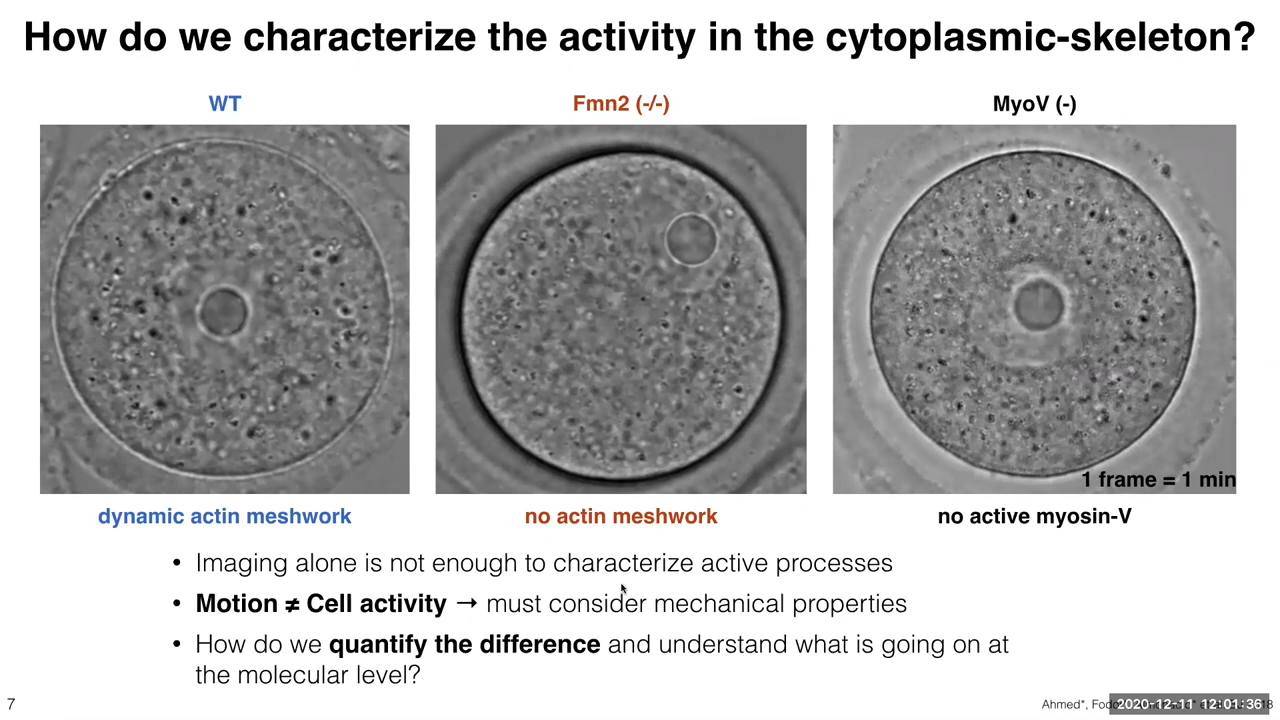 How do we characterize the activity in the cytoplasmic-skeleton?
WT
Fmn2 (-/-)
MyoV (-)
1 frame = 1 min
dynamic actin meshwork
no actin meshwork
no active myosin-V
• Imaging alone is not enough to characterize active processes
• Motion ≠ Cell activity → must consider mechanical properties
• How do we quantify the difference and understand what is going on at
the molecular level?
7
Ahmed*,
2020-12-11 12:01:36